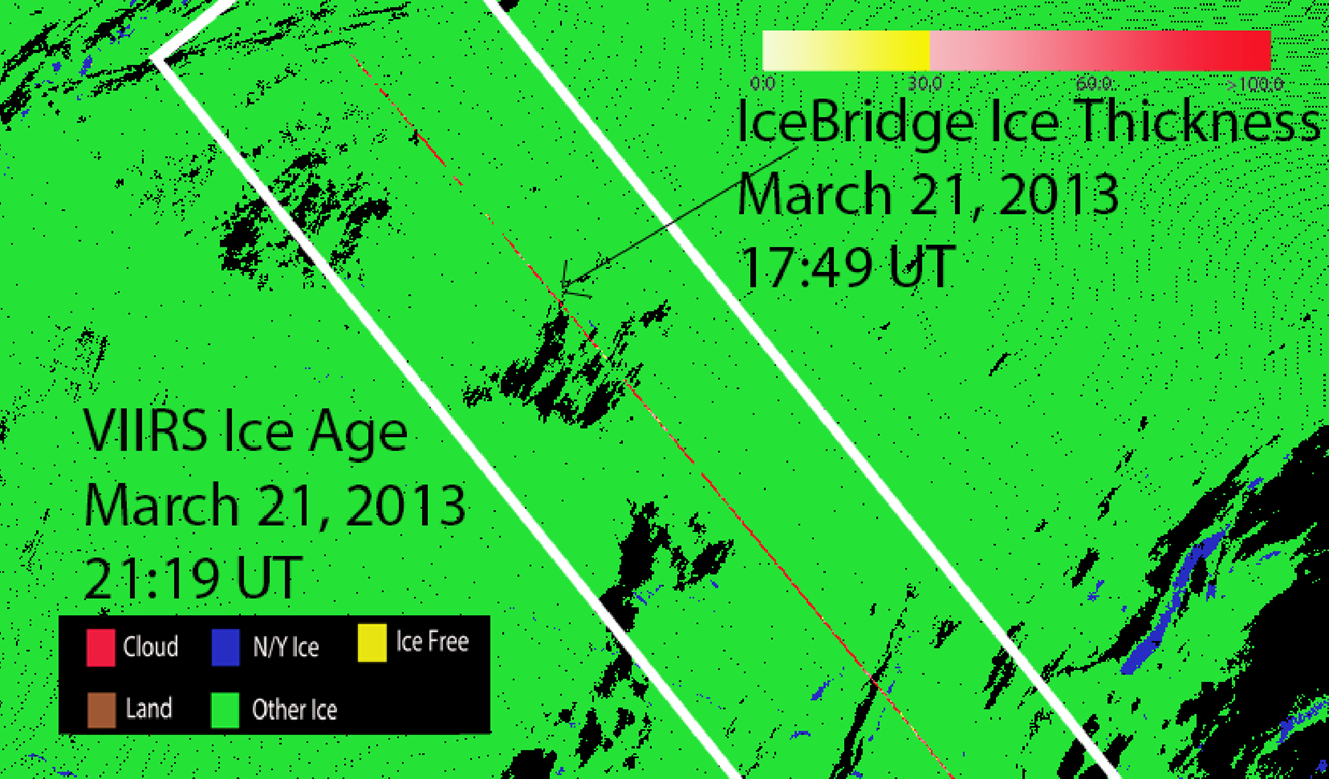 0.0 30.0 60.0 >100.0
IceBridge Ice Thickness
March 21, 2013
17:49 UT
VIIRS Ice Age
March 21, 2013
21:19 UT
Cloud N/Y Ice Ice Free
Land Other Ice